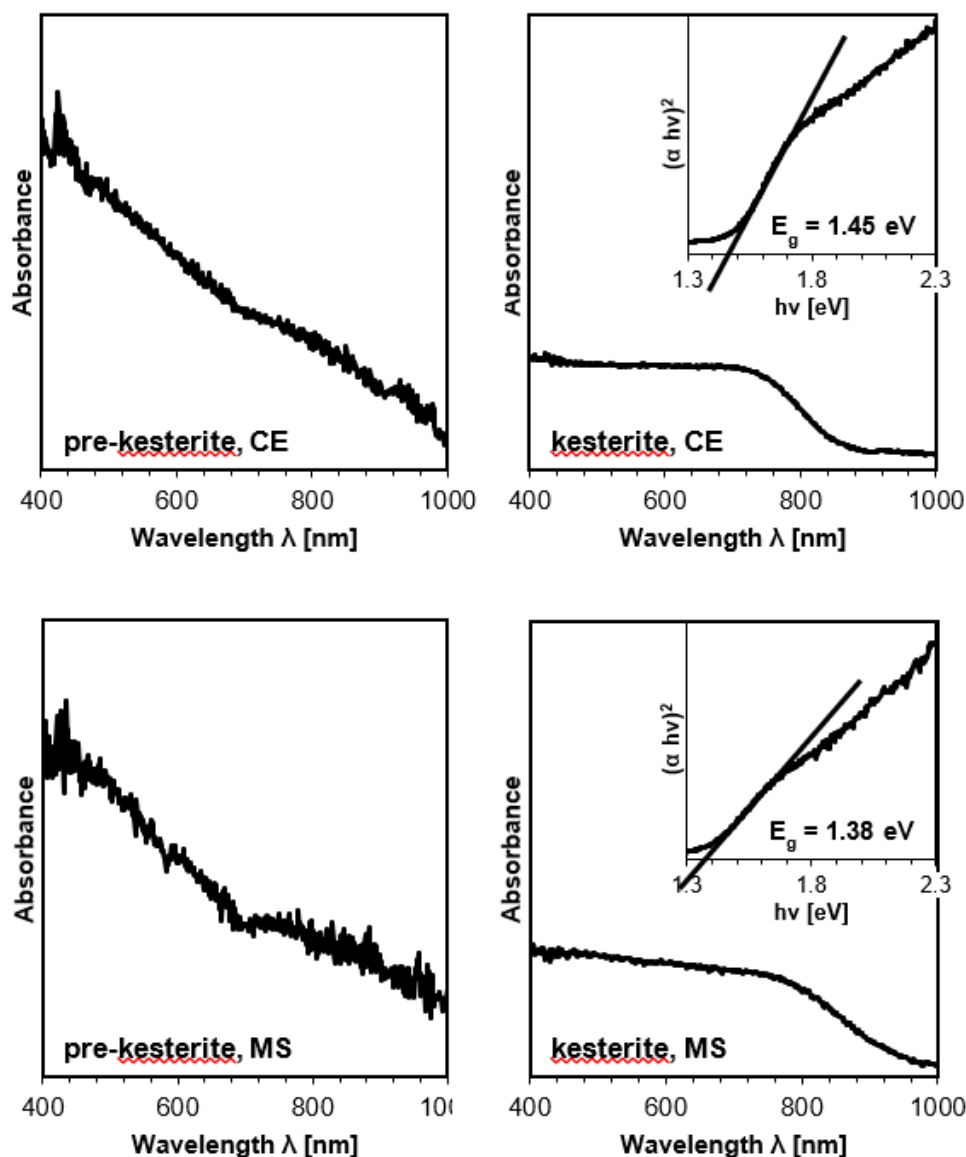 Absorbance
pre-kesterite, CE
400 600 800 1000
Wavelength λ [nm]
Absorbance
(α hν)²
E_g = 1.45 eV
1.3 1.8 2.3
hν [eV]
kesterite, CE
400 600 800 1000
Wavelength λ [nm]
Absorbance
pre-kesterite, MS
400 600 800 100
Wavelength λ [nm]
Absorbance
(α hν)²
E_g = 1.38 eV
1.3 1.8 2.3
hν [eV]
kesterite, MS
400 600 800 1000
Wavelength λ [nm]